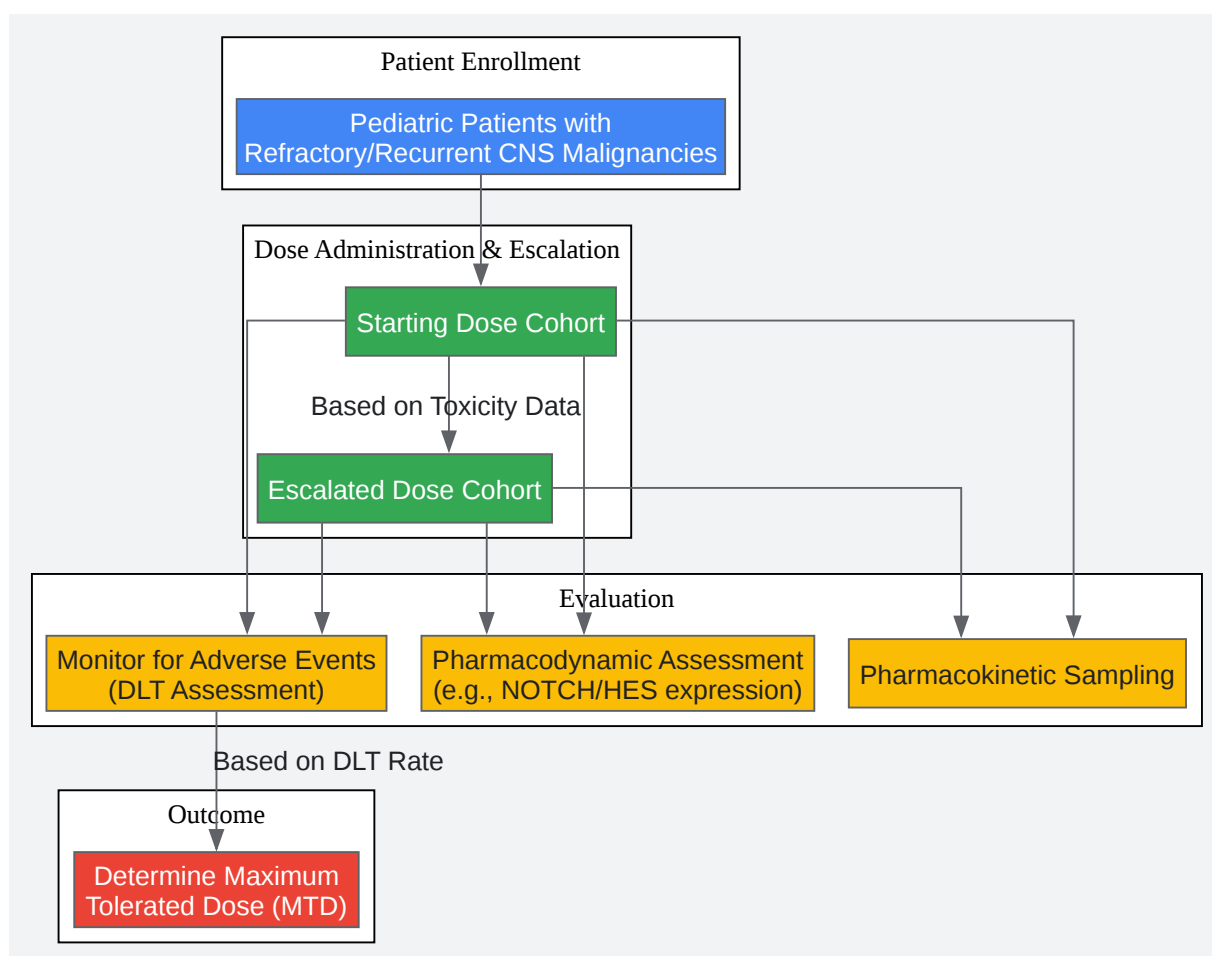 Patient Enrollment
Pediatric Patients with
Refractory/Recurrent CNS Malignancies
Dose Administration & Escalation
Starting Dose Cohort
Based on Toxicity Data
Escalated Dose Cohort
Evaluation
Monitor for Adverse Events
(DLT Assessment)
Pharmacodynamic Assessment
(e.g., NOTCH/HES expression)
Pharmacokinetic Sampling
Based on DLT Rate
Outcome
Determine Maximum
Tolerated Dose (MTD)